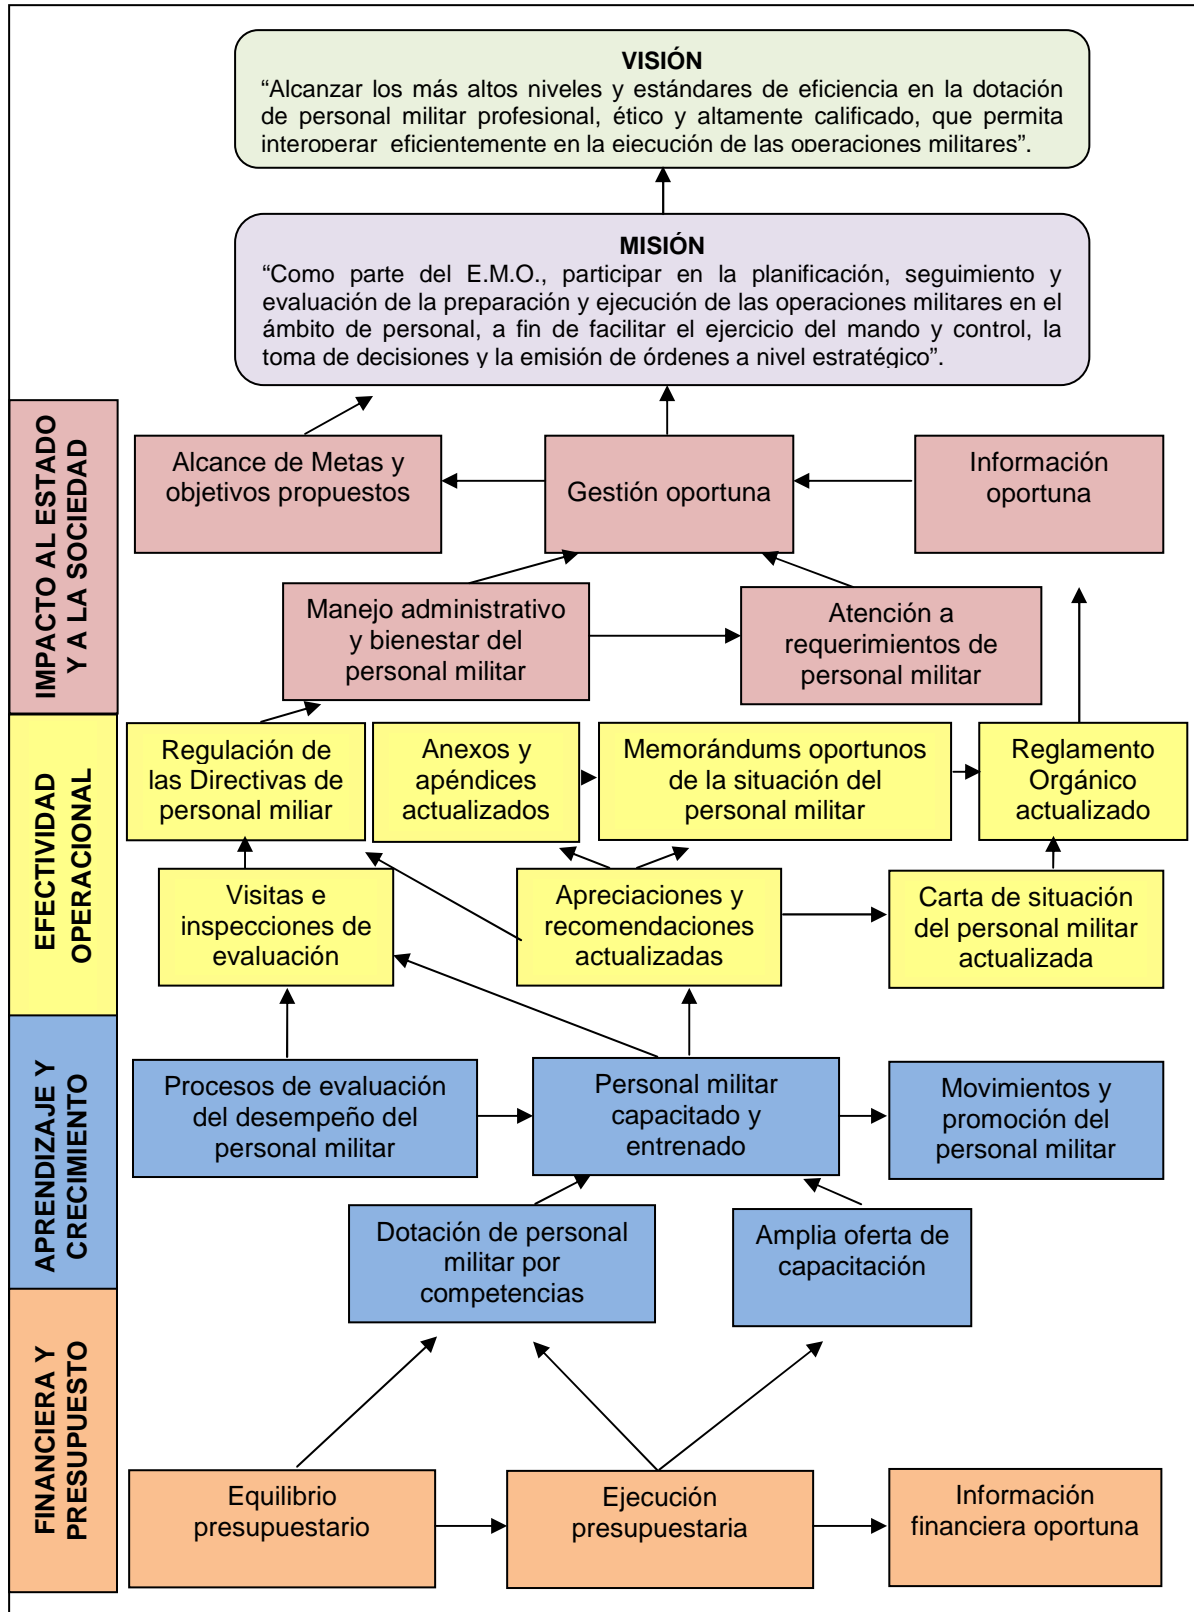 VISIÓN
“Alcanzar los más altos niveles y estándares de eficiencia en la dotación
de personal militar profesional, ético y altamente calificado, que permita
interoperar eficientemente en la ejecución de las operaciones militares”.
MISIÓN
“Como parte del E.M.O., participar en la planificación, seguimiento y
evaluación de la preparación y ejecución de las operaciones militares en el
ámbito de personal, a fin de facilitar el ejercicio del mando y control, la
toma de decisiones y la emisión de órdenes a nivel estratégico”.
IMPACTO AL ESTADO
Y A LA SOCIEDAD
Alcance de Metas y
objetivos propuestos
Gestión oportuna
Información
oportuna
Manejo administrativo
y bienestar del
personal militar
Atención a
requerimientos de
personal militar
EFECTIVIDAD
OPERACIONAL
Regulación de
las Directivas de
personal miliar
Anexos y
apéndices
actualizados
Memorándums oportunos
de la situación del
personal militar
Reglamento
Orgánico
actualizado
Visitas e
inspecciones de
evaluación
Apreciaciones y
recomendaciones
actualizadas
Carta de situación
del personal militar
actualizada
APRENDIZAJE Y
CRECIMIENTO
Procesos de evaluación
del desempeño del
personal militar
Personal militar
capacitado y
entrenado
Movimientos y
promoción del
personal militar
Dotación de personal
militar por
competencias
Amplia oferta de
capacitación
FINANCIERA Y
PRESUPUESTO
Equilibrio
presupuestario
Ejecución
presupuestaria
Información
financiera oportuna